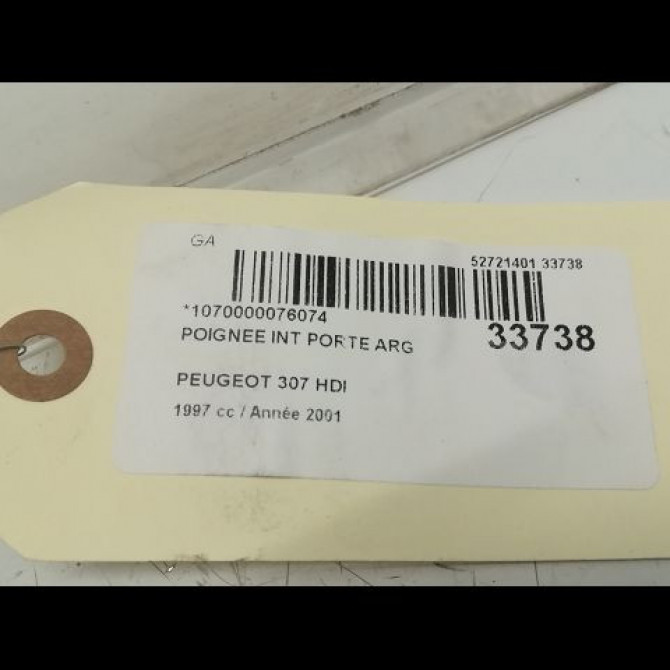 GA
52721401 33738
*1070000076074
33738
POIGNEE INT PORTE ARG
PEUGEOT 307 HDI
1997 cc / Année 2001